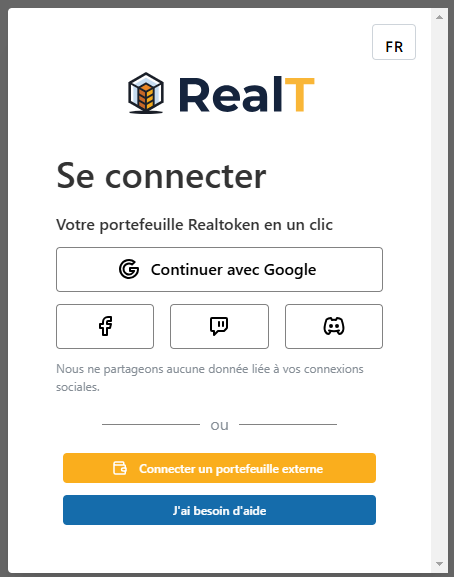 FR
RealT
Se connecter
Votre portefeuille Realtoken en un clic
Continuer avec Google
Nous ne partageons aucune donnée liée à vos connexions
sociales.
ou
Connecter un portefeuille externe
J'ai besoin d'aide